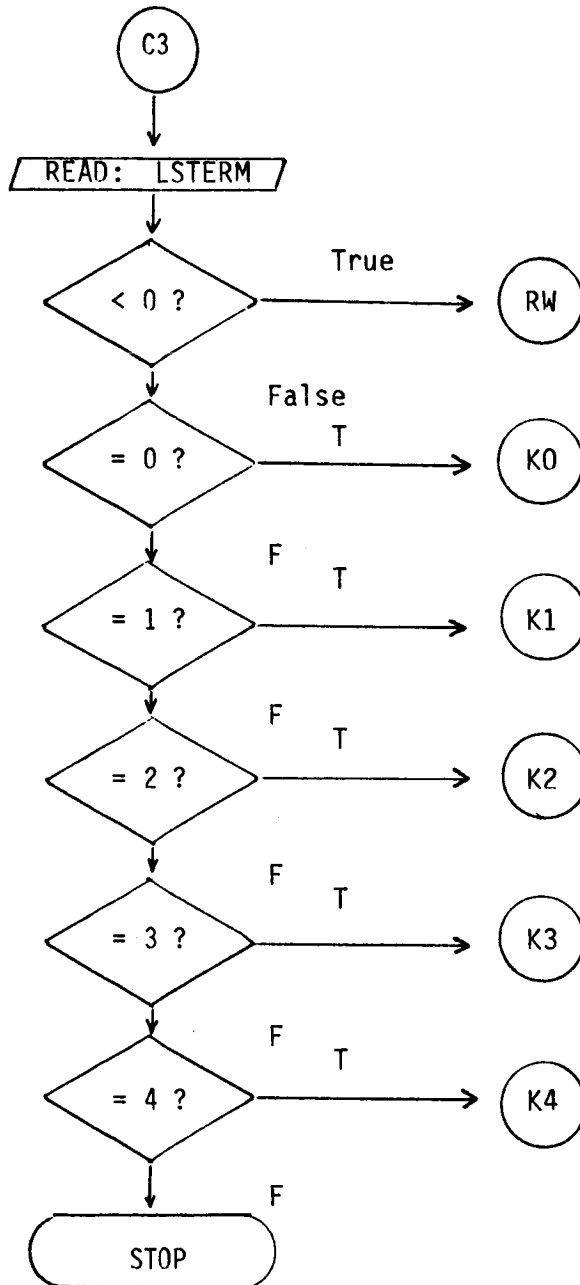 C3
READ: LSTERM
True
< 0 ?
RW
False
T
= 0 ?
K0
F
T
= 1 ?
K1
F
T
= 2 ?
K2
F
T
= 3 ?
K3
F
T
= 4 ?
K4
F
STOP